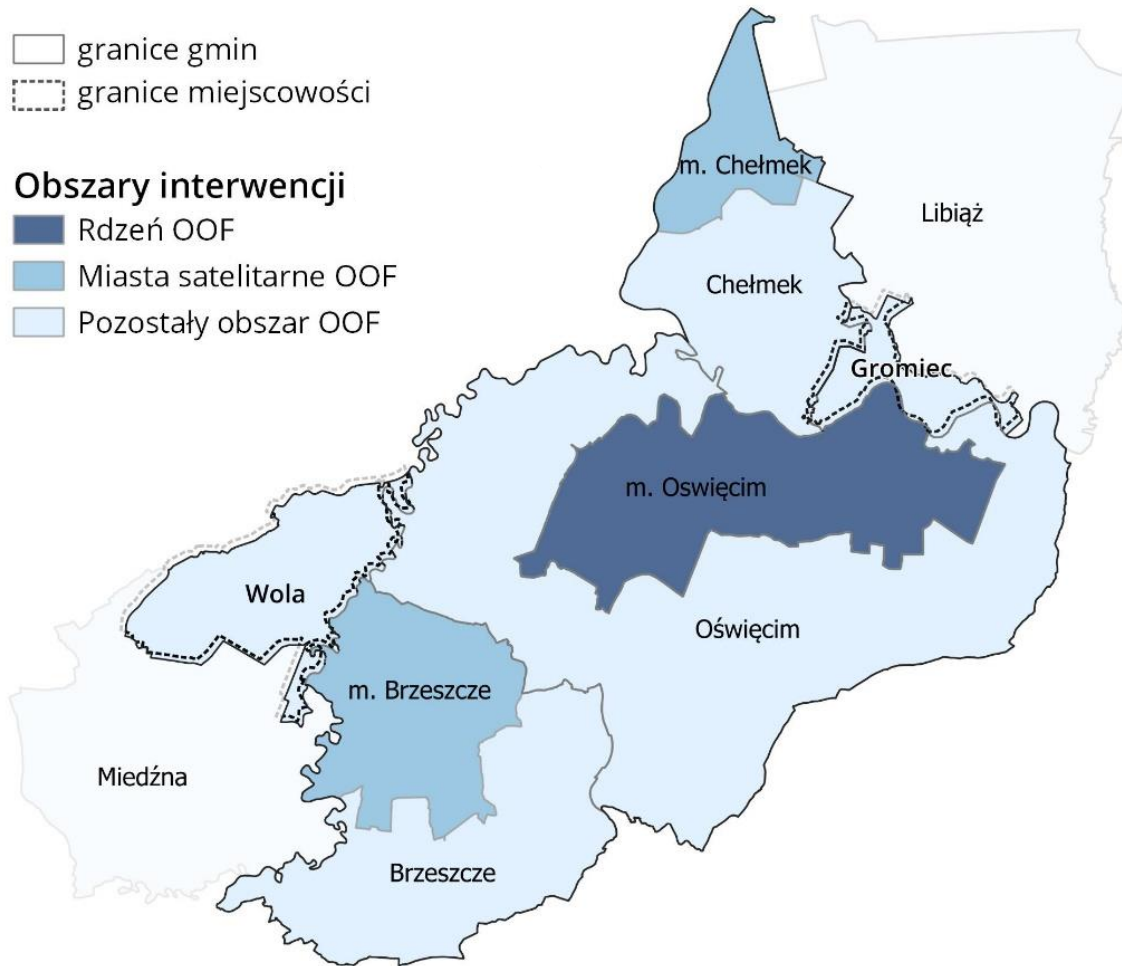 granice gmin
granice miejscowości
Obszary interwencji
Rdzeń OOF
Miasta satelitarne OOF
Pozostały obszar OOF
m. Chełmek
Libiąż
Chełmek
Gromiec
m. Oswięcim
Wola
Oświęcim
m. Brzeszcze
Miedźna
Brzeszcze